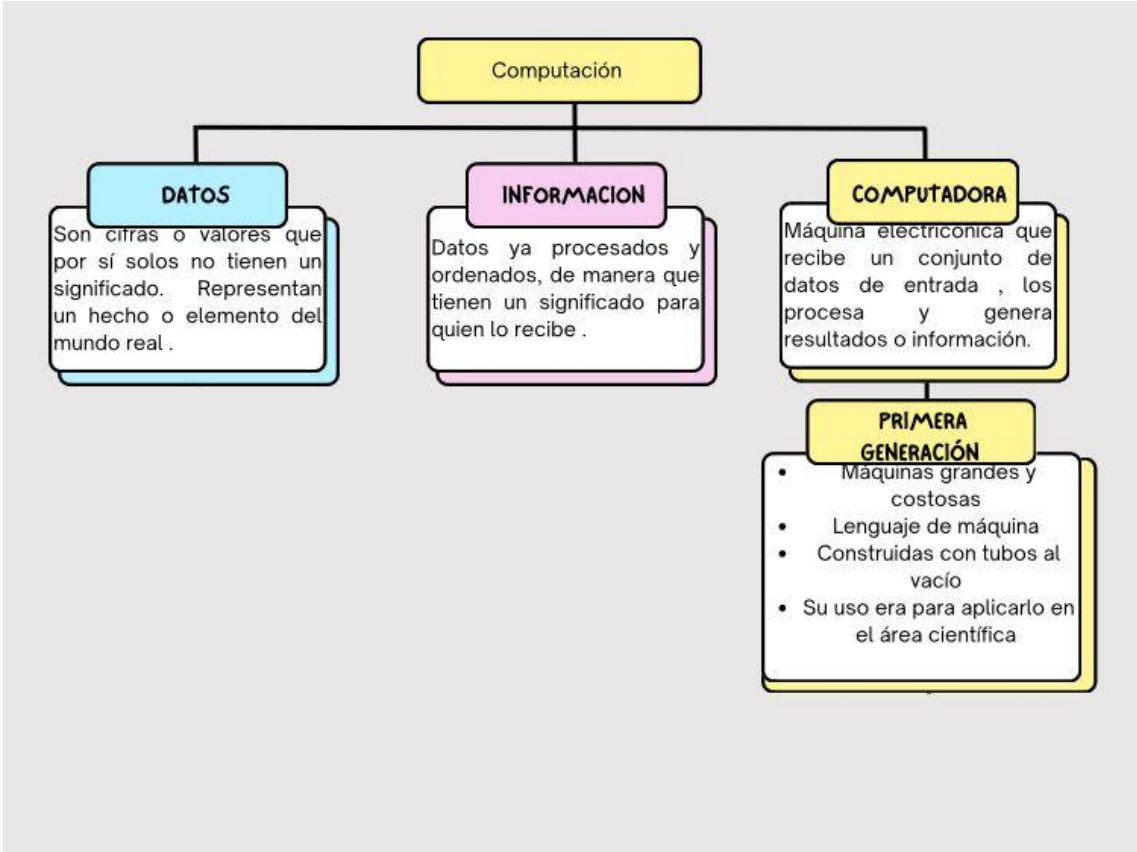 Computación
DATOS
Son cifras o valores que
por sí solos no tienen un
significado. Representan
un hecho o elemento del
mundo real .
INFORMACION
Datos ya procesados y
ordenados, de manera que
tienen un significado para
quien lo recibe .
COMPUTADORA
Máquina electricónica que
recibe un conjunto de
datos de entrada , los
procesa y genera
resultados o información.
PRIMERA
GENERACIÓN
• Máquinas grandes y
costosas
• Lenguaje de máquina
• Construidas con tubos al
vacío
• Su uso era para aplicarlo en
el área científica